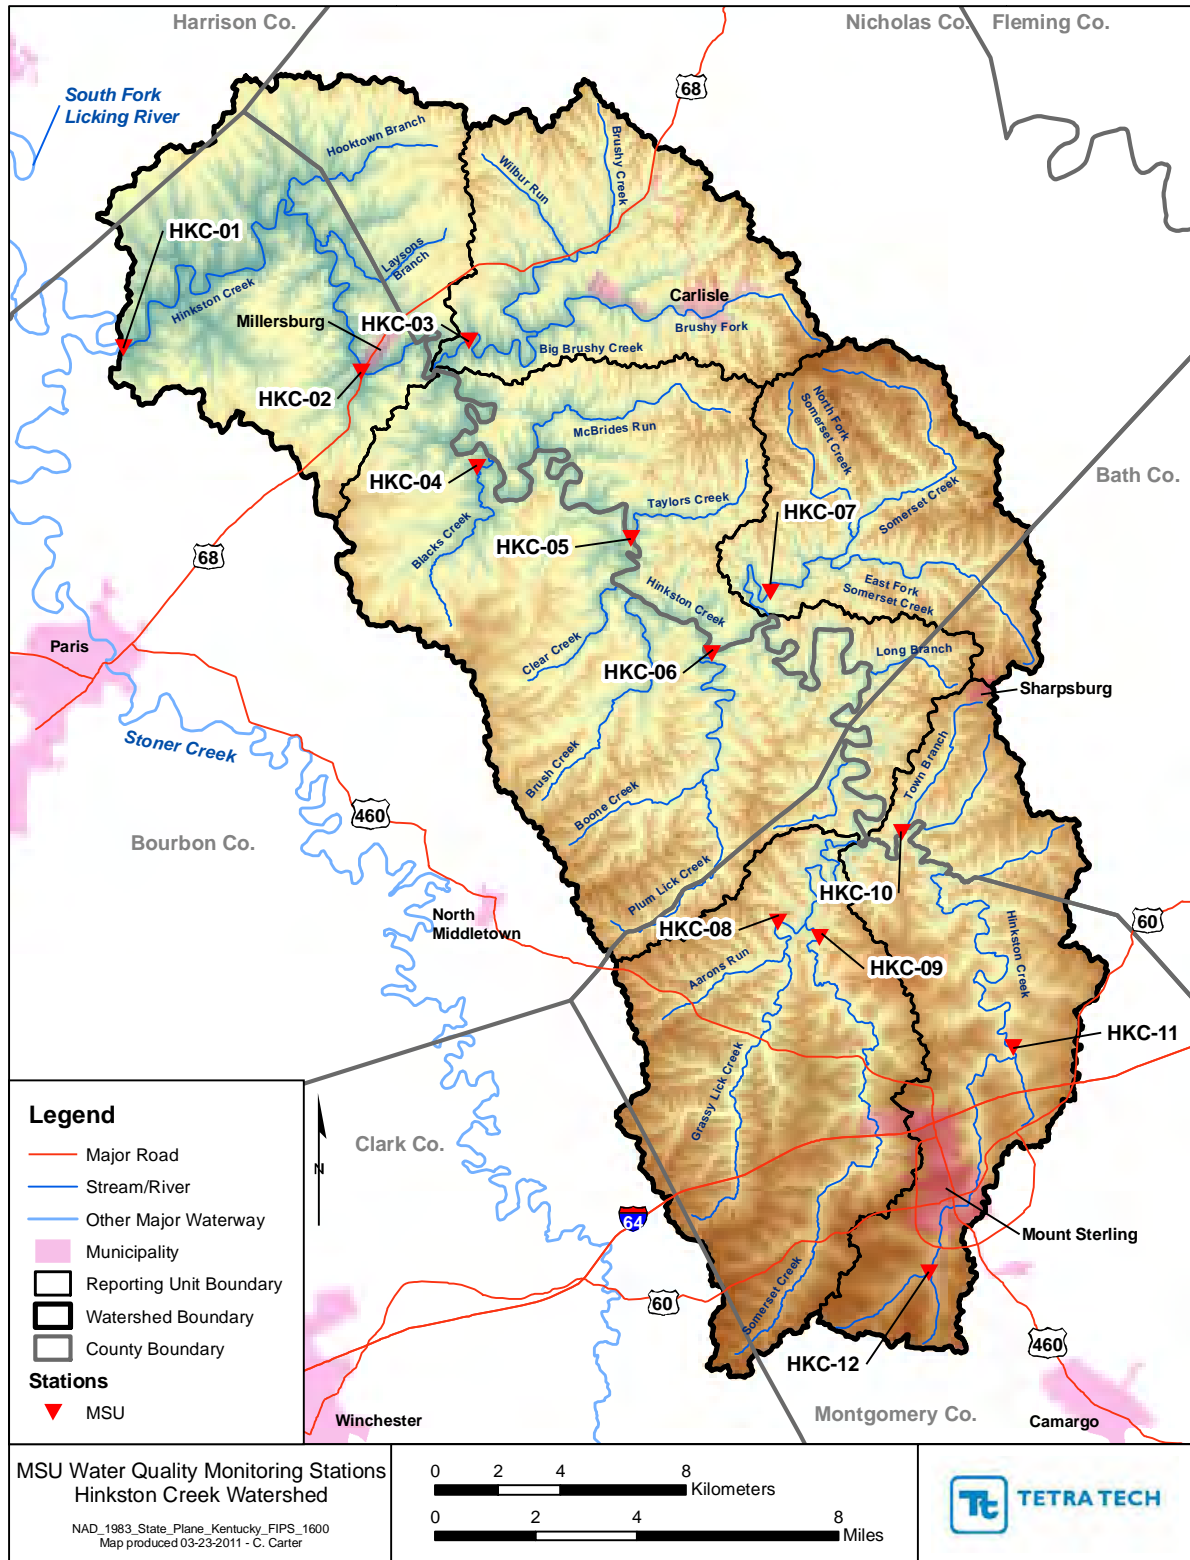 Harrison Co.
Nicholas Co.
Fleming Co.
68
South Fork
Licking River
Hooktown Branch
Wilbur Run
Brushy Creek
HKC-01
Laysons
Branch
Hinkston Creek
Millersburg
HKC-03
Carlisle
Brushy Fork
Big Brushy Creek
HKC-02
McBrides Run
North Fork
Somerset Creek
HKC-04
Bath Co.
Taylors Creek
HKC-07
Somerset Creek
HKC-05
Blacks Creek
68
Hinkston Creek
East Fork
Somerset Creek
Paris
Clear Creek
HKC-06
Long Branch
Sharpsburg
Stoner Creek
Brush Creek
Town Branch
Boone Creek
460
Bourbon Co.
Plum Lick Creek
HKC-10
North
Middletown
HKC-08
60
HKC-09
Hinkston Creek
Aarons Run
HKC-11
Grassy Lick Creek
Legend
Major Road
Stream/River
Other Major Waterway
Municipality
Reporting Unit Boundary
Watershed Boundary
County Boundary
Stations
MSU
N
Clark Co.
64
Mount Sterling
Somerset Creek
60
460
HKC-12
Montgomery Co.
Winchester
Camargo
MSU Water Quality Monitoring Stations
Hinkston Creek Watershed
NAD_1983_State_Plane_Kentucky_FIPS_1600
Map produced 03-23-2011 - C. Carter
0 2 4 8
Kilometers
0 2 4 8
Miles
Tt
TETRA TECH